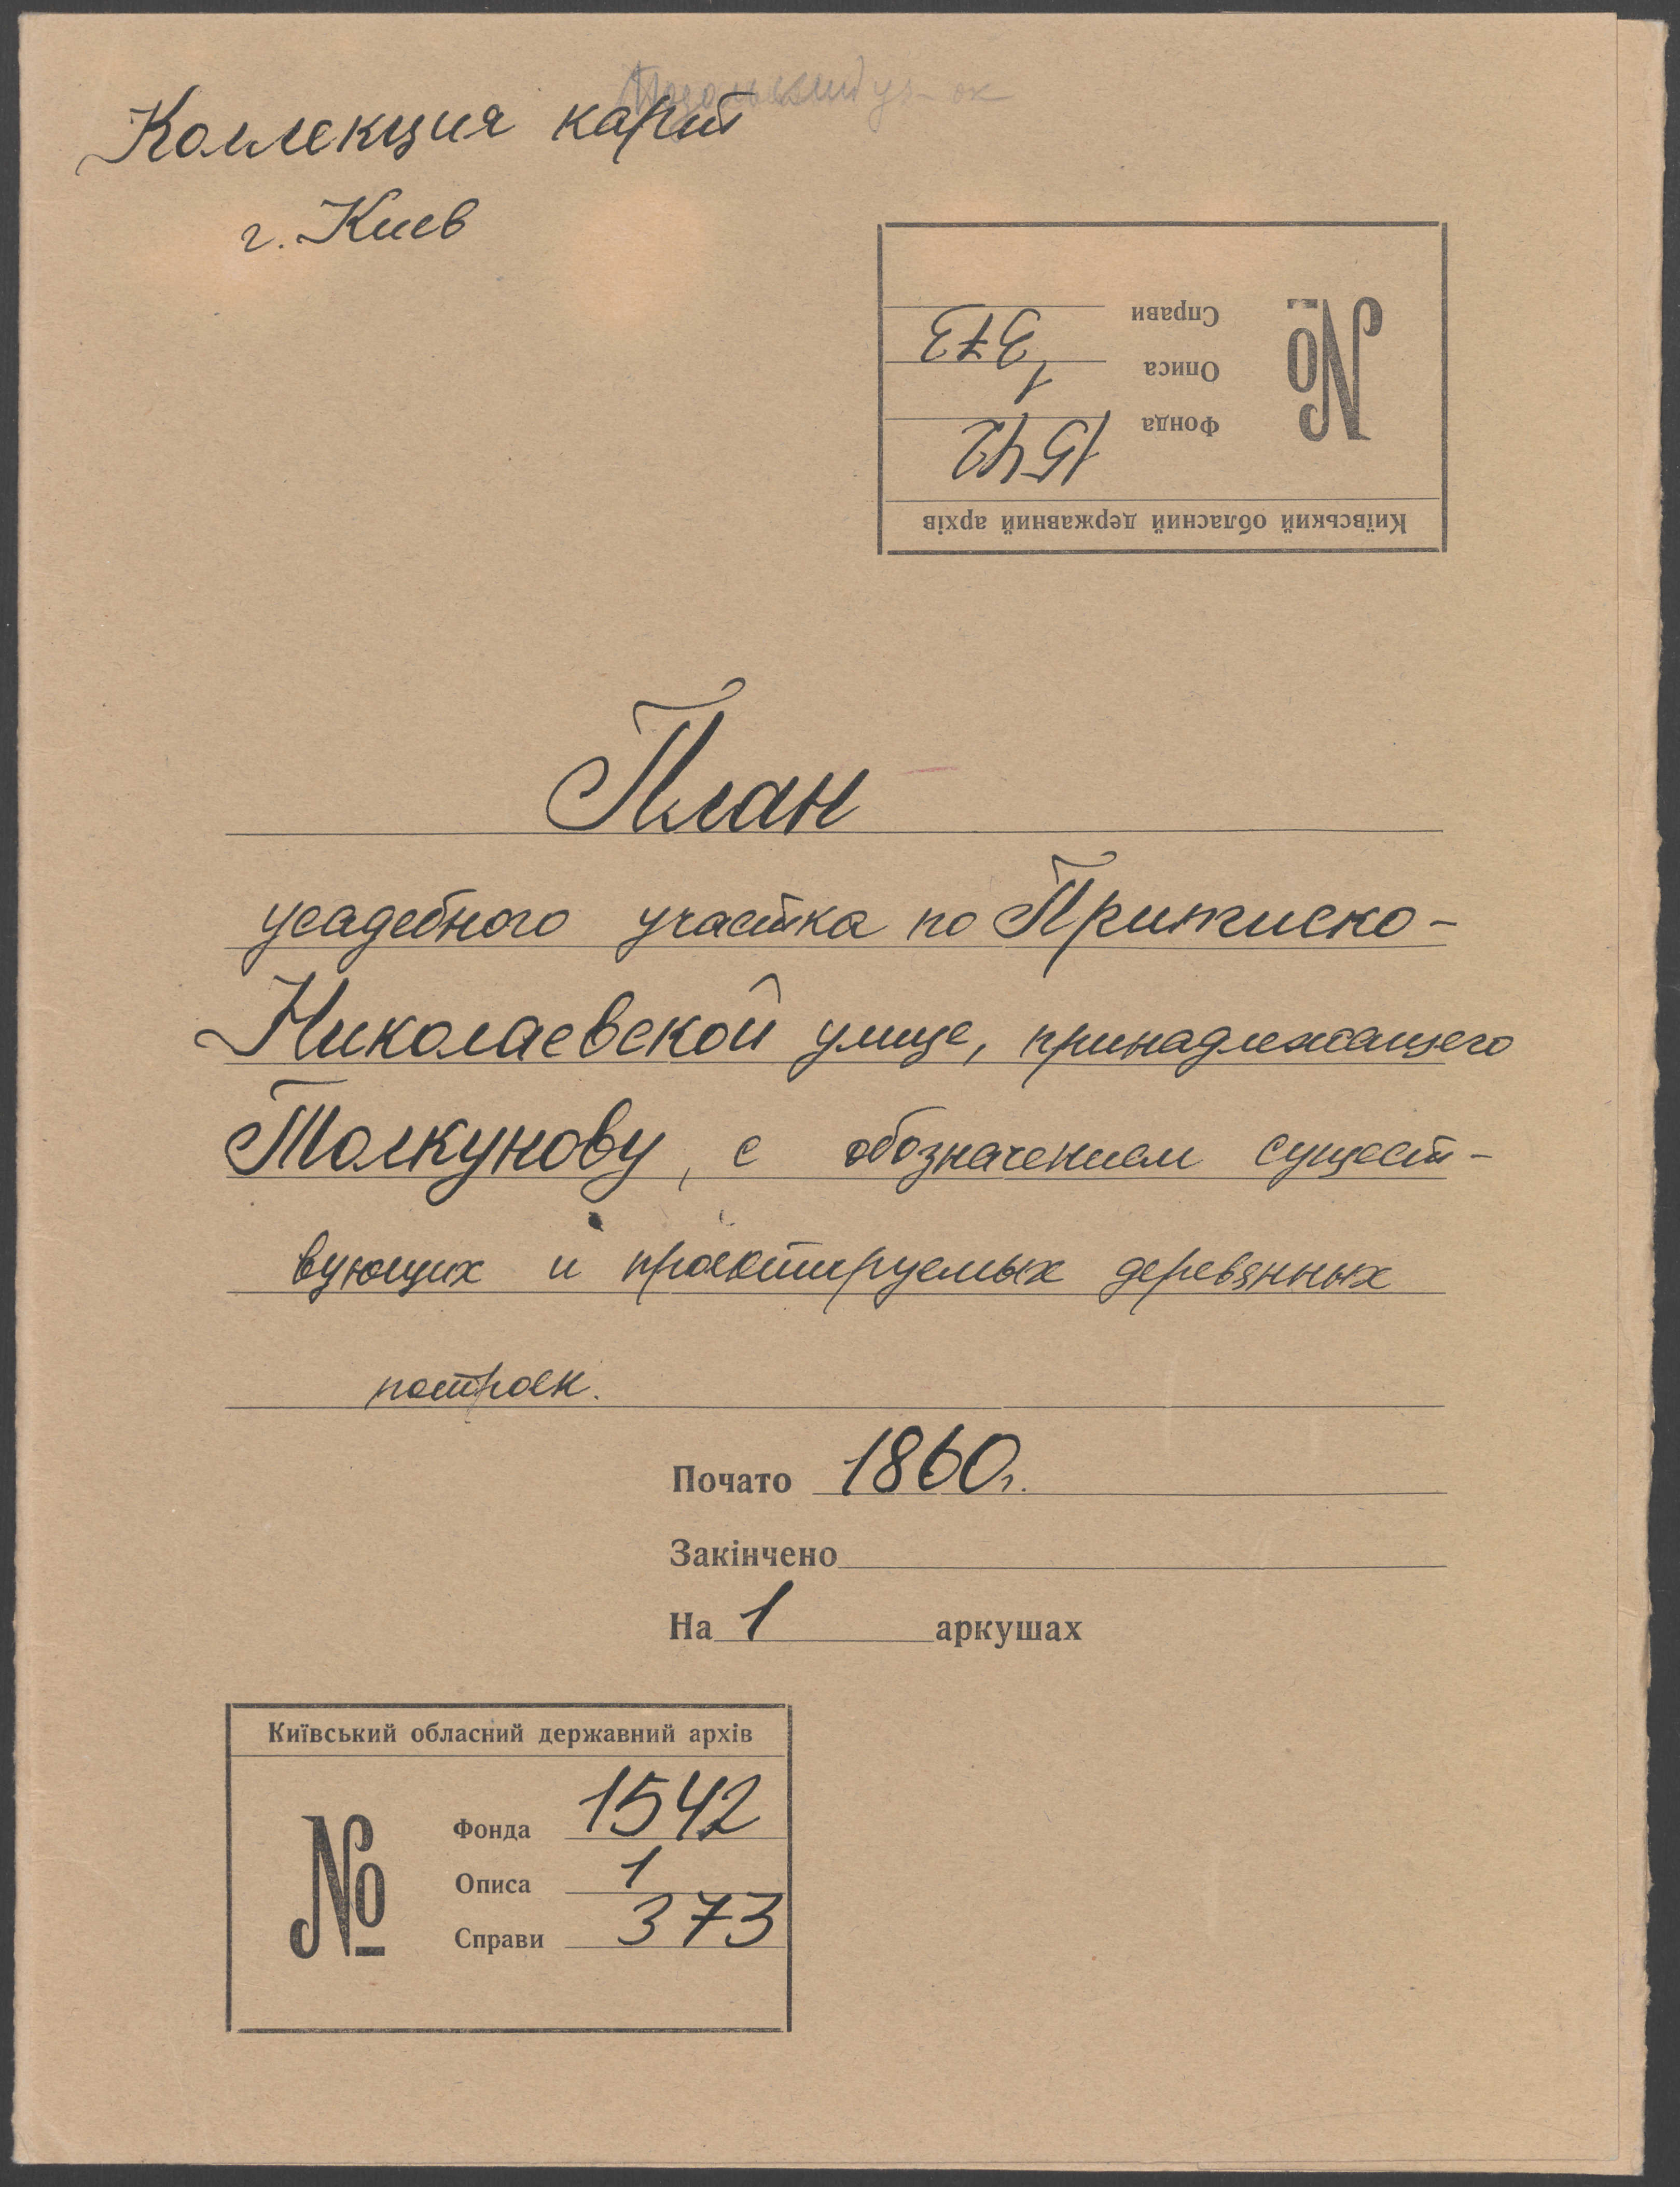 Коллекция карт
г. Киев
Київський обласний державний архів
№
Фонда 1542
Описа 1
Справи 373
План
усадебного участка по Притиско-
Николаевской улице, принадлежащего
Толкунову, с обозначением сущест-
вующих и проектируемых деревянных
построек.
Почато 1860г.
Закінчено
На 1 аркушах
Київський обласний державний архів
№
Фонда 1542
Описа 1
Справи 373